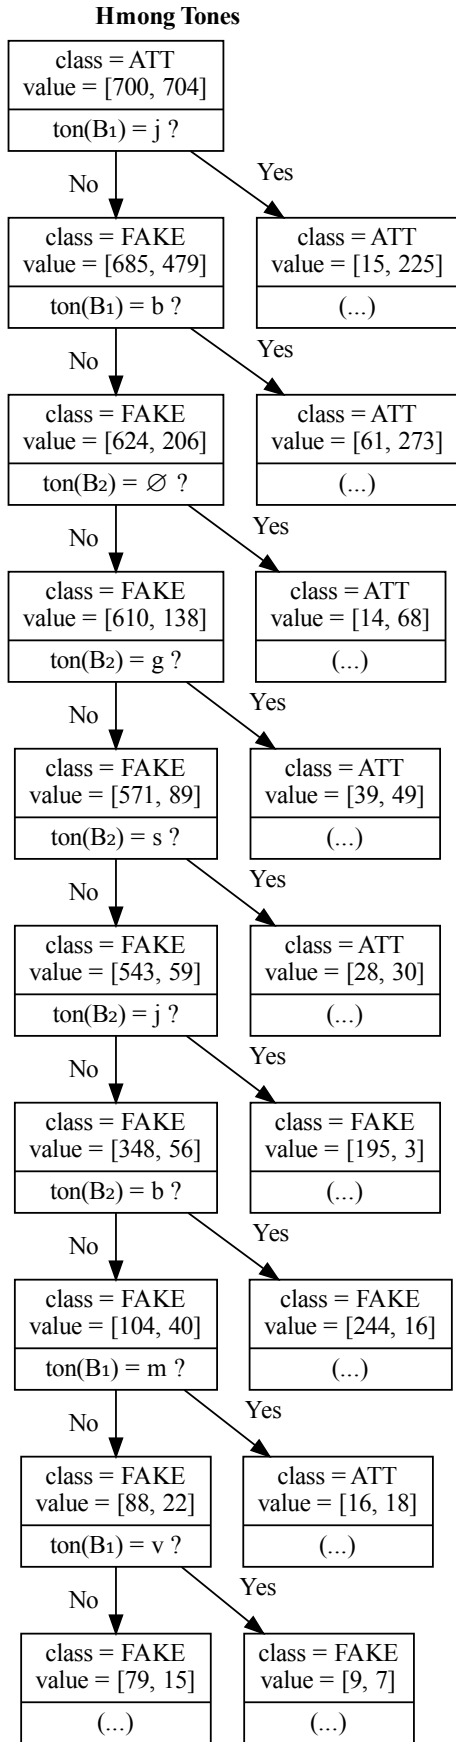 Hmong Tones
class = ATT
value = [700, 704]
ton(B₁) = j ?
No
Yes
class = FAKE
value = [685, 479]
ton(B₁) = b ?
class = ATT
value = [15, 225]
(...)
No
Yes
class = FAKE
value = [624, 206]
ton(B₂) = ∅ ?
class = ATT
value = [61, 273]
(...)
No
Yes
class = FAKE
value = [610, 138]
ton(B₂) = g ?
class = ATT
value = [14, 68]
(...)
No
Yes
class = FAKE
value = [571, 89]
ton(B₂) = s ?
class = ATT
value = [39, 49]
(...)
No
Yes
class = FAKE
value = [543, 59]
ton(B₂) = j ?
class = ATT
value = [28, 30]
(...)
No
Yes
class = FAKE
value = [348, 56]
ton(B₂) = b ?
class = FAKE
value = [195, 3]
(...)
No
Yes
class = FAKE
value = [104, 40]
ton(B₁) = m ?
class = FAKE
value = [244, 16]
(...)
No
Yes
class = FAKE
value = [88, 22]
ton(B₁) = v ?
class = ATT
value = [16, 18]
(...)
No
Yes
class = FAKE
value = [79, 15]
(...)
class = FAKE
value = [9, 7]
(...)